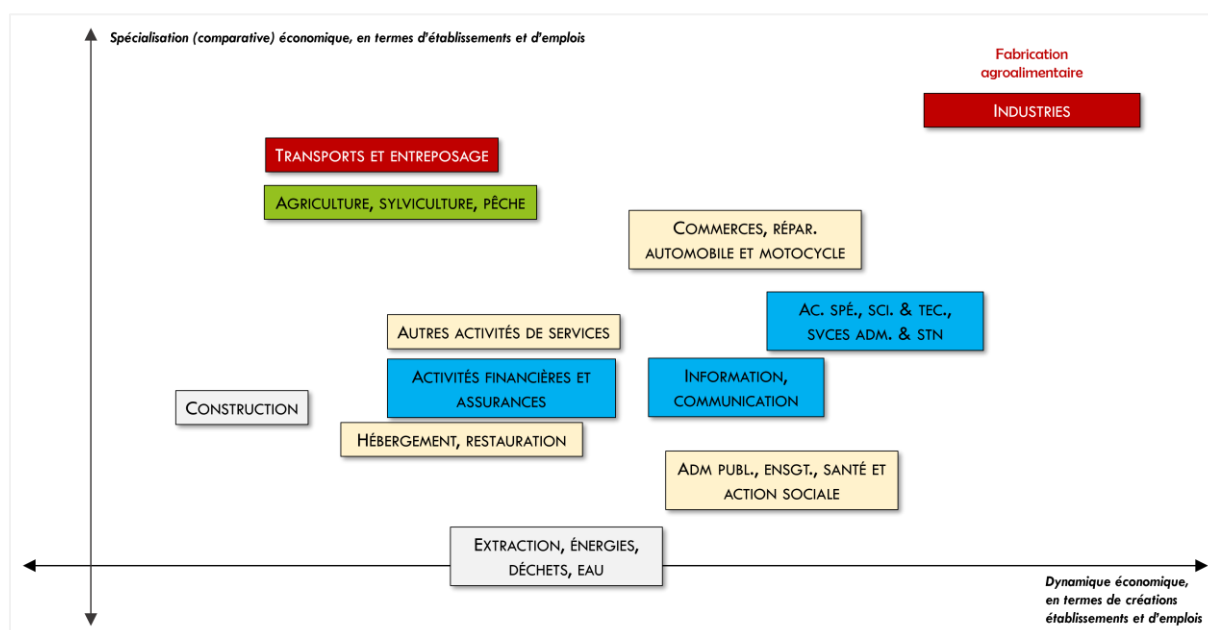 Spécialisation (comparative) économique, en termes d'établissements et d'emplois
Fabrication
agroalimentaire
INDUSTRIES
TRANSPORTS ET ENTREPOSAGE
AGRICULTURE, SYLVICULTURE, PÊCHE
COMMERCES, RÉPAR.
AUTOMOBILE ET MOTOCYCLE
AC. SPÉ., SCI. & TEC.,
SVCES ADM. & STN
AUTRES ACTIVITÉS DE SERVICES
ACTIVITÉS FINANCIÈRES ET
ASSURANCES
INFORMATION,
COMMUNICATION
CONSTRUCTION
HÉBERGEMENT, RESTAURATION
ADM PUBL., ENSGT., SANTÉ ET
ACTION SOCIALE
EXTRACTION, ÉNERGIES,
DÉCHETS, EAU
Dynamique économique,
en termes de créations
établissements et d'emplois